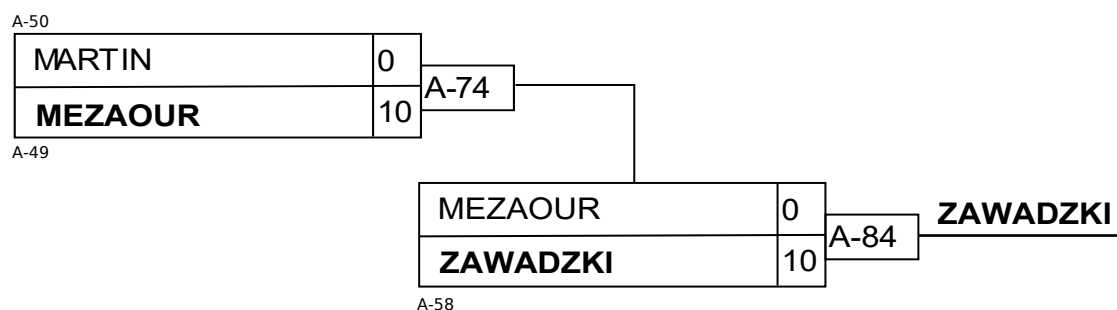 A-50
MARTIN 0
A-74
MEZAOUR 10
A-49
MEZAOUR 0
ZAWADZKI
A-84
ZAWADZKI 10
A-58